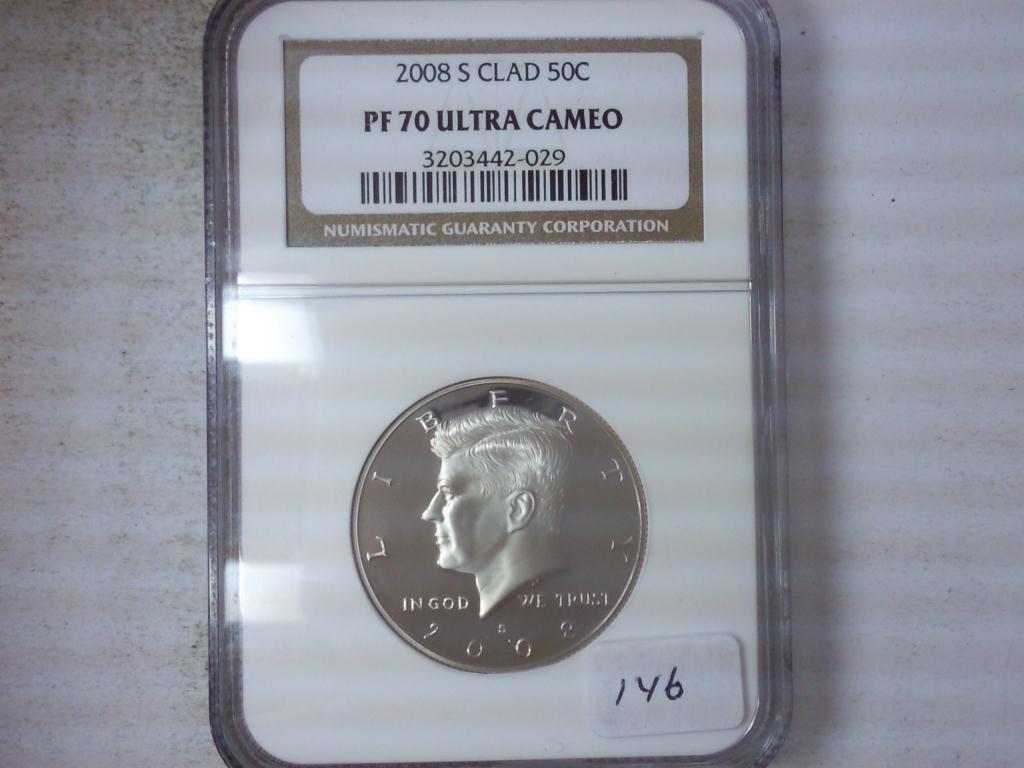 2008 S CLAD 50C
PF 70 ULTRA CAMEO
3203442-029
NUMISMATIC GUARANTY CORPORATION
LIBERTY
IN GOD WE TRUST
S
2008
146